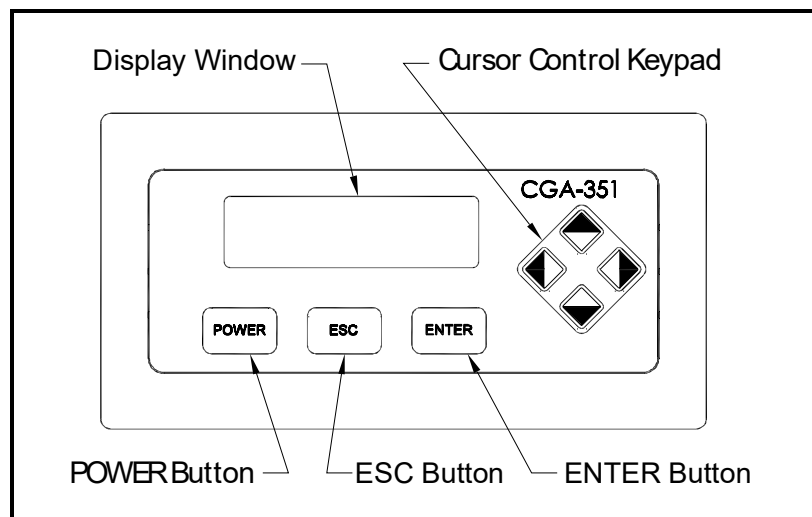 Display Window
Cursor Control Keypad
CGA-351
POWER
ESC
ENTER
POWER Button
ESC Button
ENTER Button